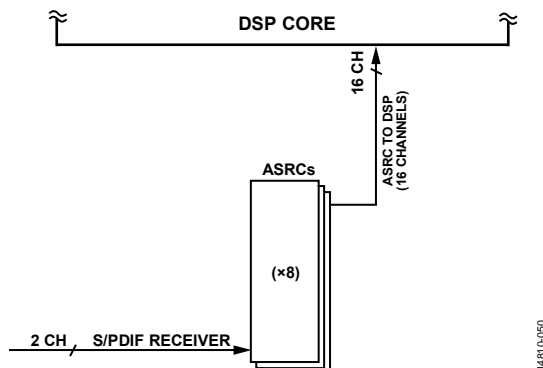 DSP CORE
16 CH
ASRC TO DSP
(16 CHANNELS)
ASRCs
(×8)
2 CH
S/PDIF RECEIVER
14810-050